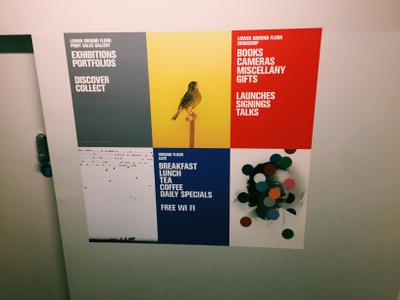 LOWER GROUND FLOOR
PRINT SALES GALLERY
EXHIBITIONS
PORTFOLIOS
DISCOVER
COLLECT
LOWER GROUND FLOOR
BOOKSHOP
BOOKS
CAMERAS
MISCELLANY
GIFTS
LAUNCHES
SIGNINGS
TALKS
GROUND FLOOR
CAFE
BREAKFAST
LUNCH
TEA
COFFEE
DAILY SPECIALS
FREE WI FI